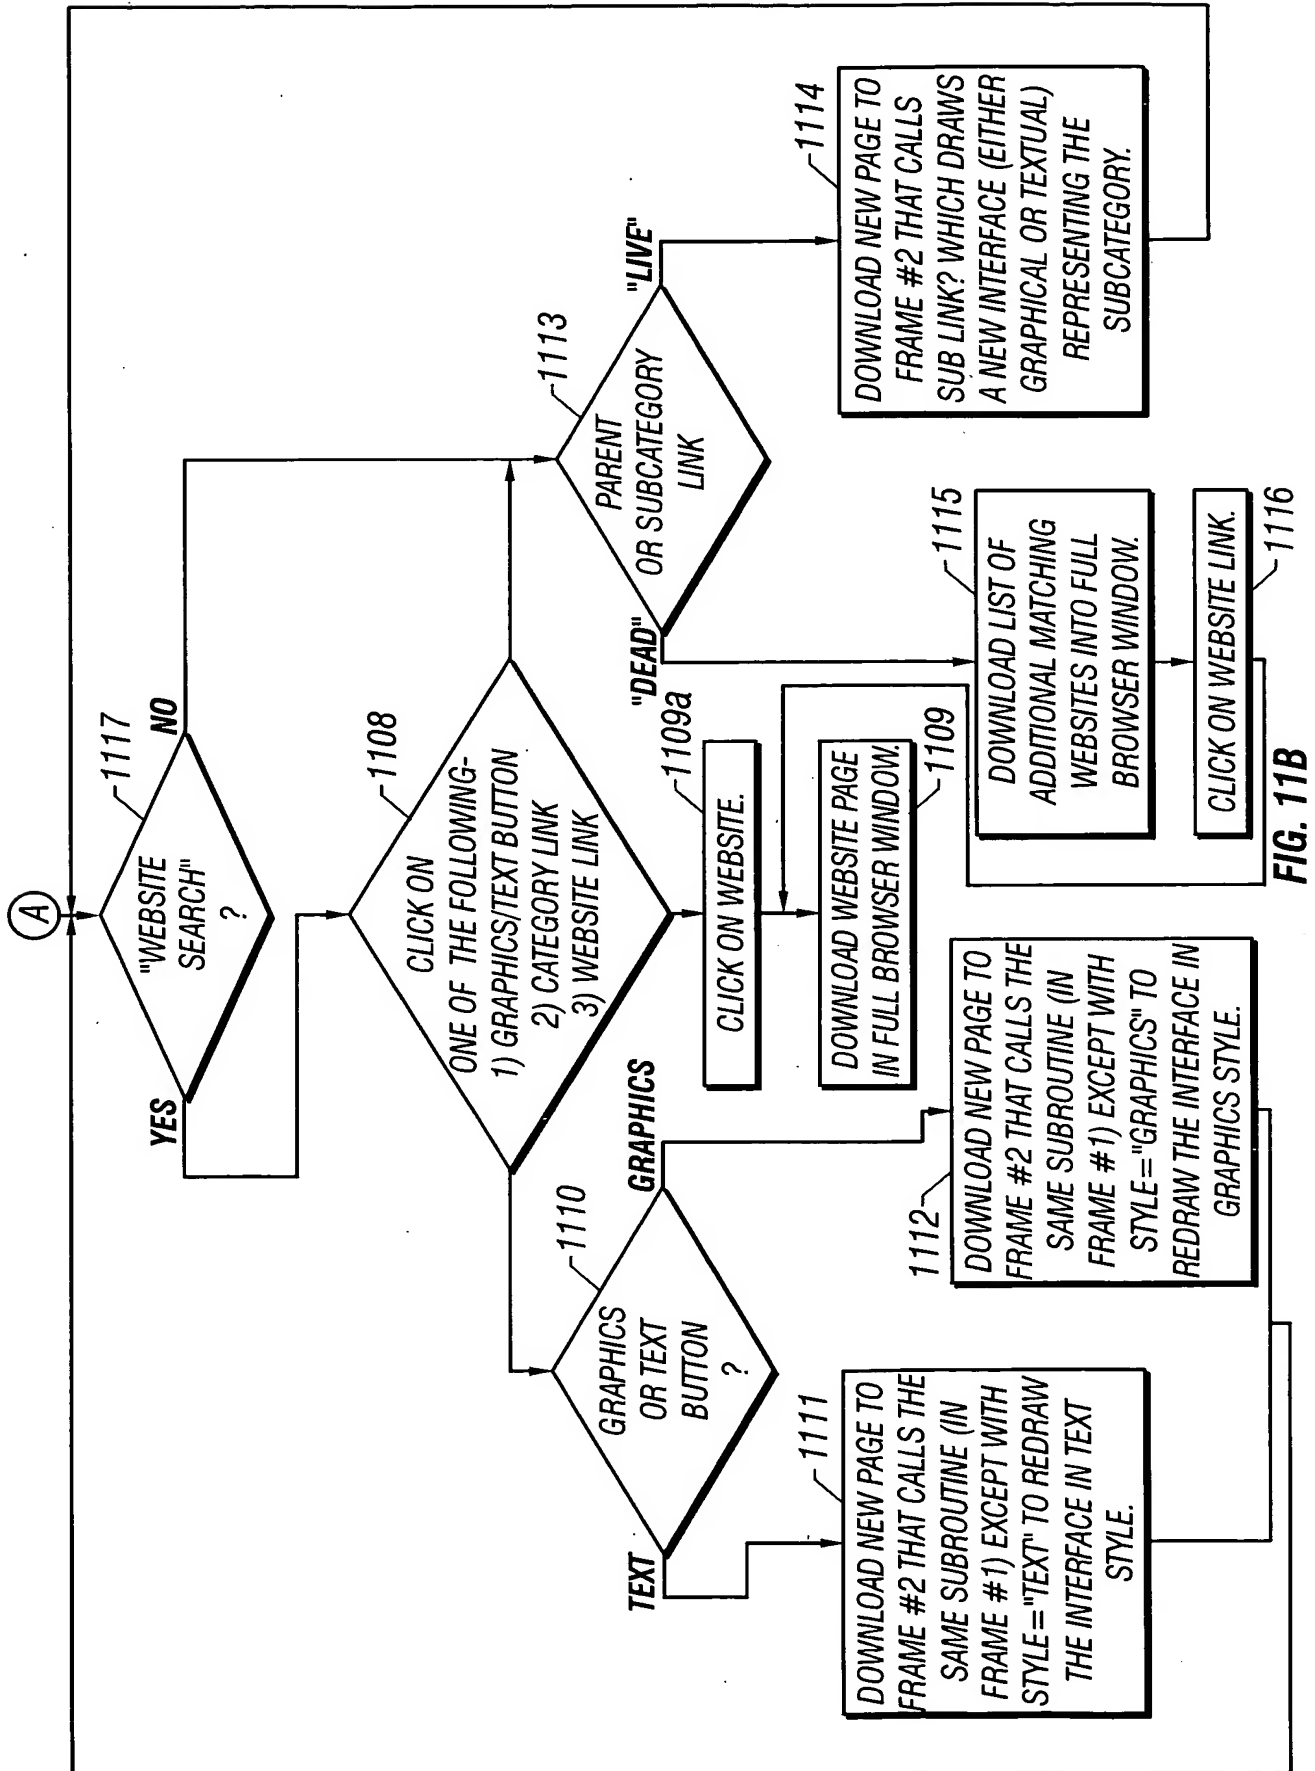 A
1117
"WEBSITE
SEARCH"
?
YES
NO
1108
CLICK ON
ONE OF THE FOLLOWING-
1) GRAPHICS/TEXT BUTTON
2) CATEGORY LINK
3) WEBSITE LINK
1110
GRAPHICS
OR TEXT
BUTTON
?
TEXT
GRAPHICS
1113
PARENT
OR SUBCATEGORY
LINK
"DEAD"
"LIVE"
1109a
CLICK ON WEBSITE.
DOWNLOAD WEBSITE PAGE
IN FULL BROWSER WINDOW.
1109
1111
DOWNLOAD NEW PAGE TO
FRAME #2 THAT CALLS THE
SAME SUBROUTINE (IN
FRAME #1) EXCEPT WITH
STYLE="TEXT" TO REDRAW
THE INTERFACE IN TEXT
STYLE.
1112
DOWNLOAD NEW PAGE TO
FRAME #2 THAT CALLS THE
SAME SUBROUTINE (IN
FRAME #1) EXCEPT WITH
STYLE="GRAPHICS" TO
REDRAW THE INTERFACE IN
GRAPHICS STYLE.
1115
DOWNLOAD LIST OF
ADDITIONAL MATCHING
WEBSITES INTO FULL
BROWSER WINDOW.
CLICK ON WEBSITE LINK.
1116
1114
DOWNLOAD NEW PAGE TO
FRAME #2 THAT CALLS
SUB LINK? WHICH DRAWS
A NEW INTERFACE (EITHER
GRAPHICAL OR TEXTUAL)
REPRESENTING THE
SUBCATEGORY.
FIG. 11B